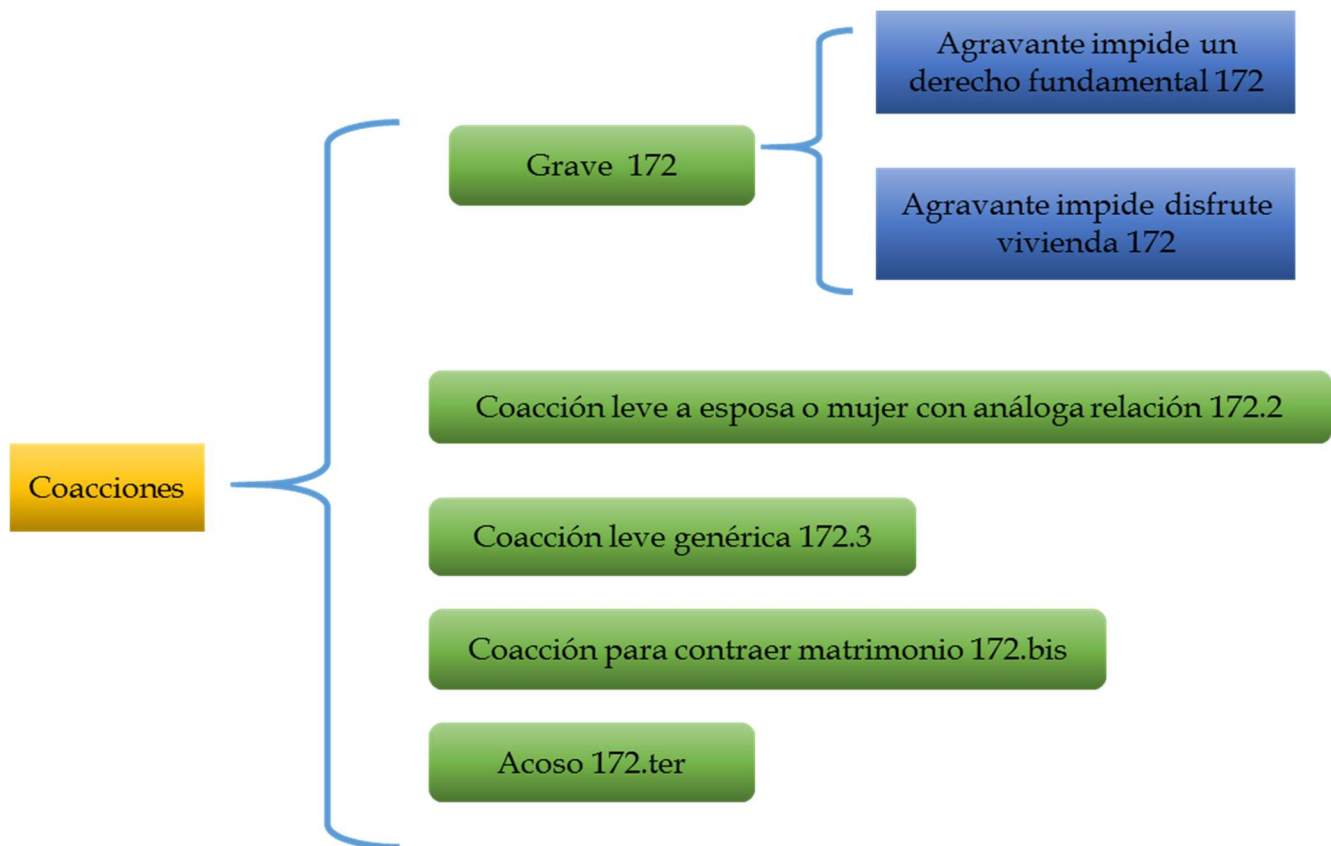 Agravante impide un
derecho fundamental 172
Grave 172
Agravante impide disfrute
vivienda 172
Coacción leve a esposa o mujer con análoga relación 172.2
Coacciones
Coacción leve genérica 172.3
Coacción para contraer matrimonio 172.bis
Acoso 172.ter